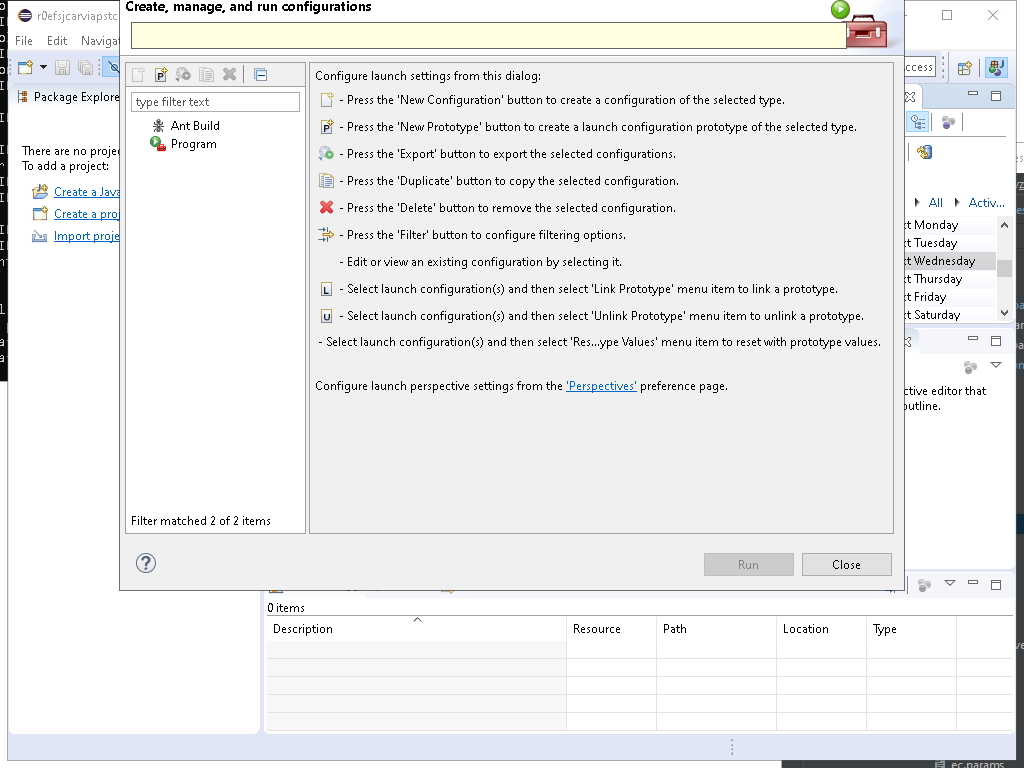 Create, manage, and run configurations
r0efsjcarviapstc
File Edit Navigat
ccess
Package Explore
type filter text
Ant Build
Program
Filter matched 2 of 2 items
There are no projec
To add a project:
Create a Java
Create a proj
Import proje
Configure launch settings from this dialog:
- Press the 'New Configuration' button to create a configuration of the selected type.
- Press the 'New Prototype' button to create a launch configuration prototype of the selected type.
- Press the 'Export' button to export the selected configurations.
- Press the 'Duplicate' button to copy the selected configuration.
- Press the 'Delete' button to remove the selected configuration.
- Press the 'Filter' button to configure filtering options.
- Edit or view an existing configuration by selecting it.
L - Select launch configuration(s) and then select 'Link Prototype' menu item to link a prototype.
U - Select launch configuration(s) and then select 'Unlink Prototype' menu item to unlink a prototype.
- Select launch configuration(s) and then select 'Res...ype Values' menu item to reset with prototype values.
Configure launch perspective settings from the 'Perspectives' preference page.
All Activ...
xt Monday
xt Tuesday
xt Wednesday
xt Thursday
xt Friday
xt Saturday
ctive editor that
outline.
Run Close
0 items
Description Resource Path Location Type
ec.params